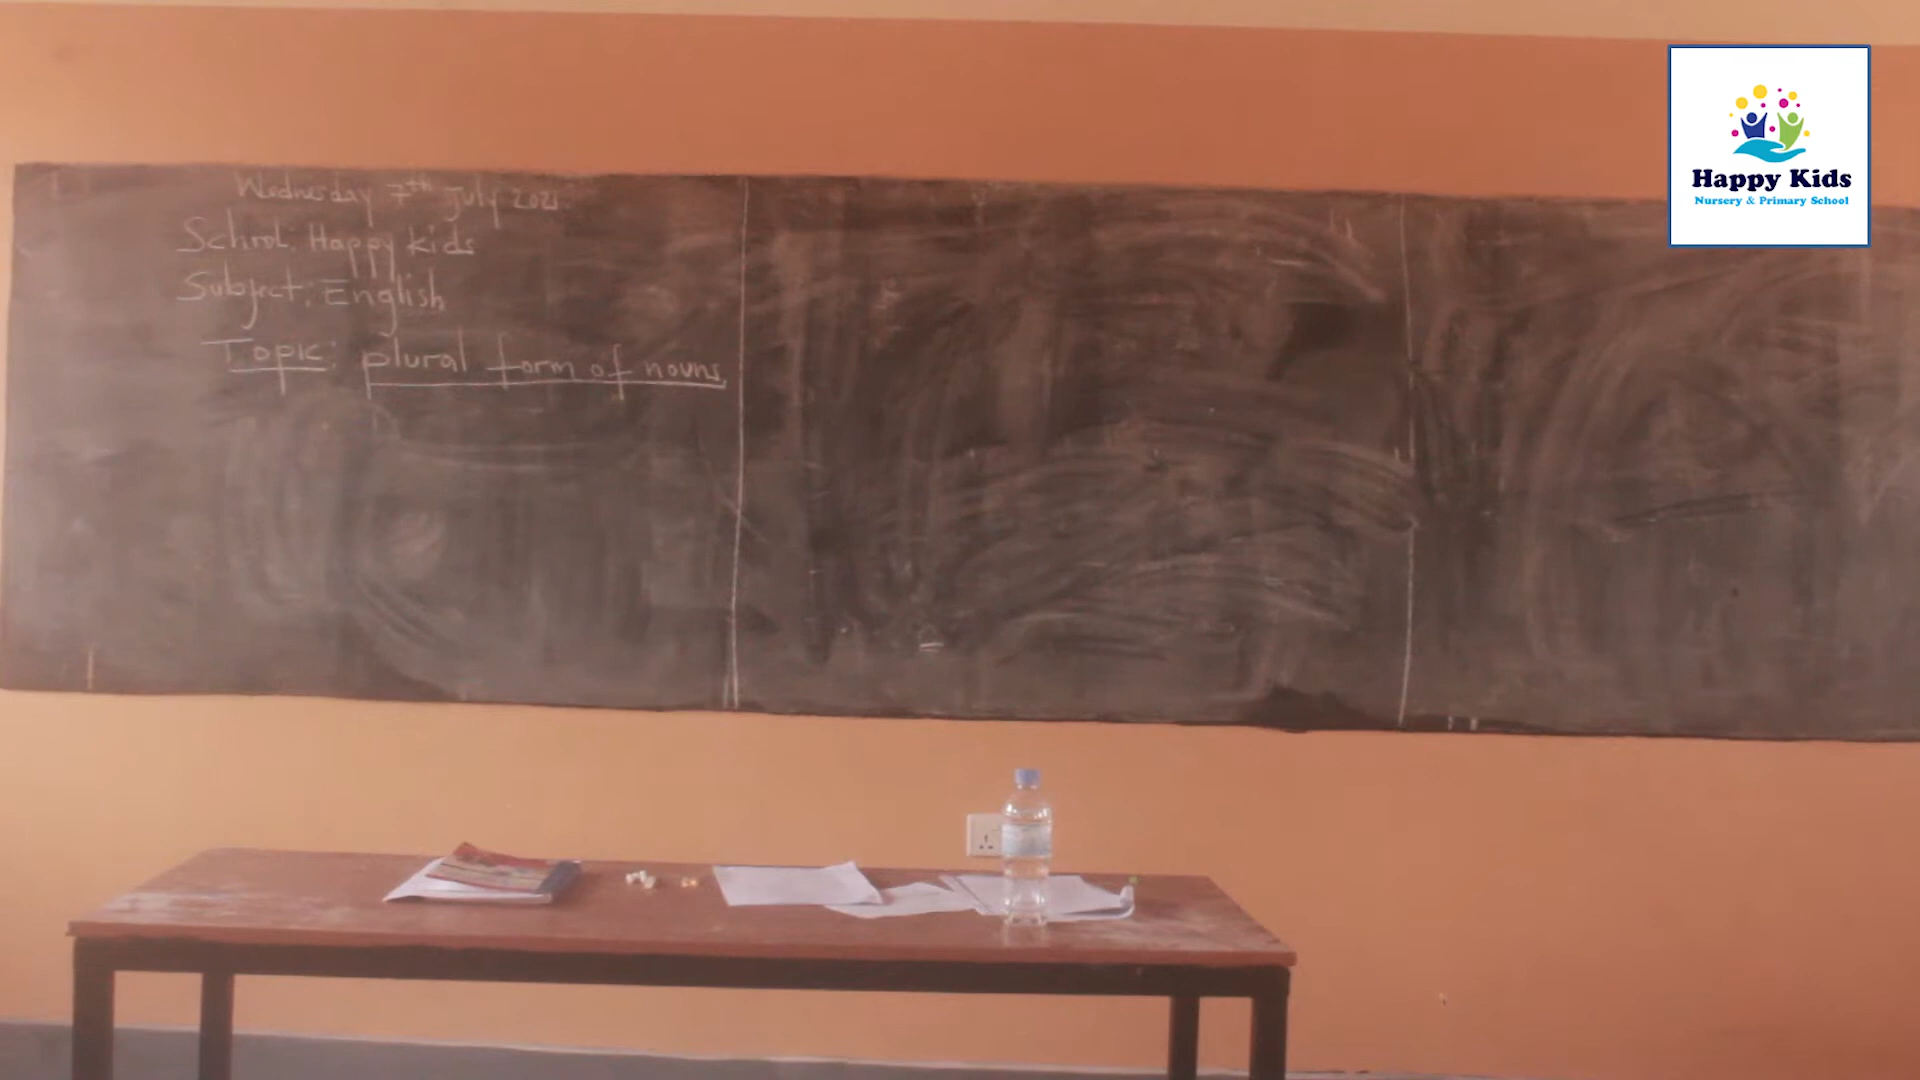 Wednesday 7th July 2021.
School: Happy kids
Subject: English
Topic: plural form of nouns
Happy Kids
Nursery & Primary School